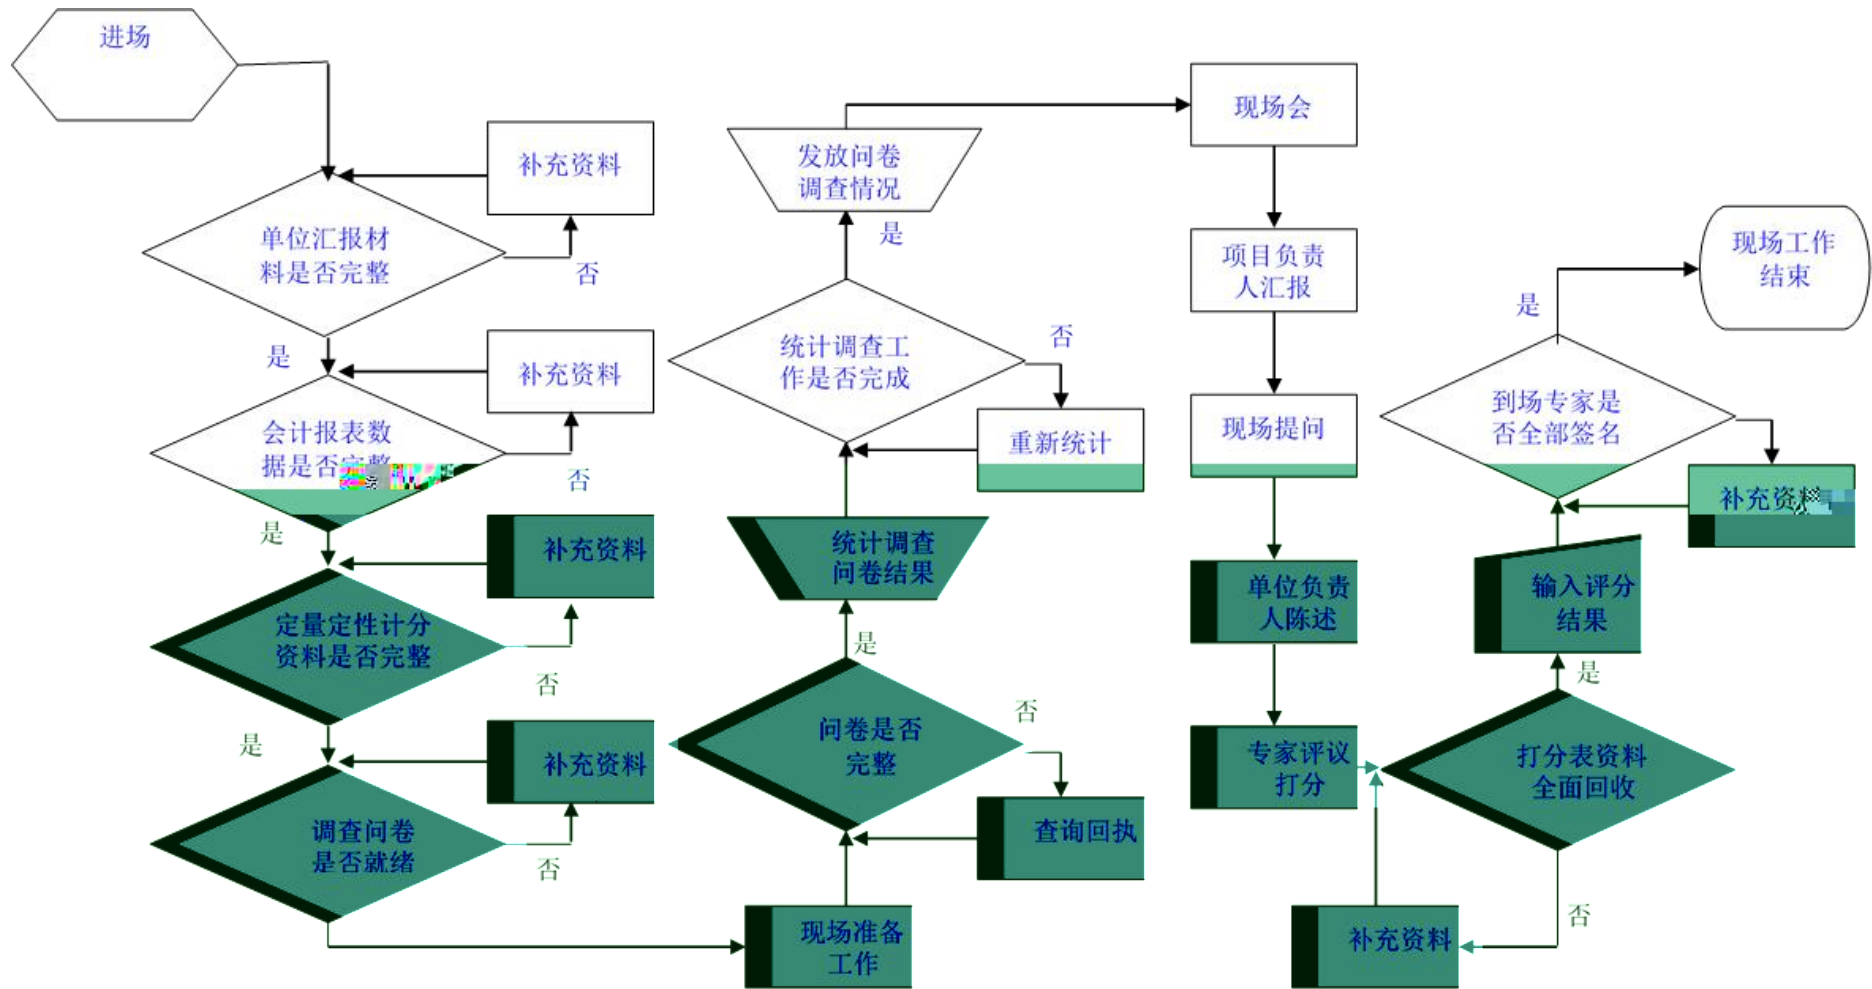 进场
补充资料
单位汇报材
料是否完整
否
是
补充资料
会计报表数
据是否完整
否
是
补充资料
定量定性计分
资料是否完整
否
是
补充资料
调查问卷
是否就绪
否
现场准备
工作
问卷是否
完整
否
查询回执
是
统计调查
问卷结果
统计调查工
作是否完成
否
重新统计
是
发放问卷
调查情况
现场会
项目负责
人汇报
现场提问
单位负责
人陈述
专家评议
打分
打分表资料
全面回收
否
补充资料
是
输入评分
结果
到场专家是
否全部签名
补充资料
是
现场工作
结束